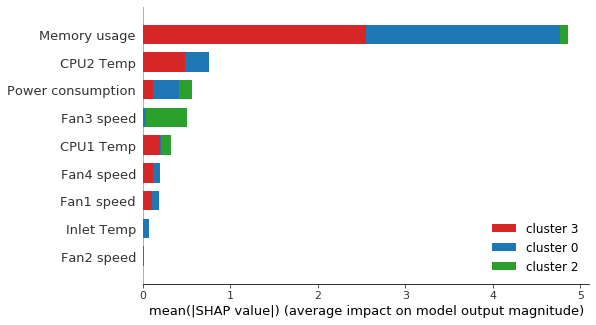 Memory usage
CPU2 Temp
Power consumption
Fan3 speed
CPU1 Temp
Fan4 speed
Fan1 speed
Inlet Temp
Fan2 speed
cluster 3
cluster 0
cluster 2
0 1 2 3 4 5
mean(|SHAP value|) (average impact on model output magnitude)